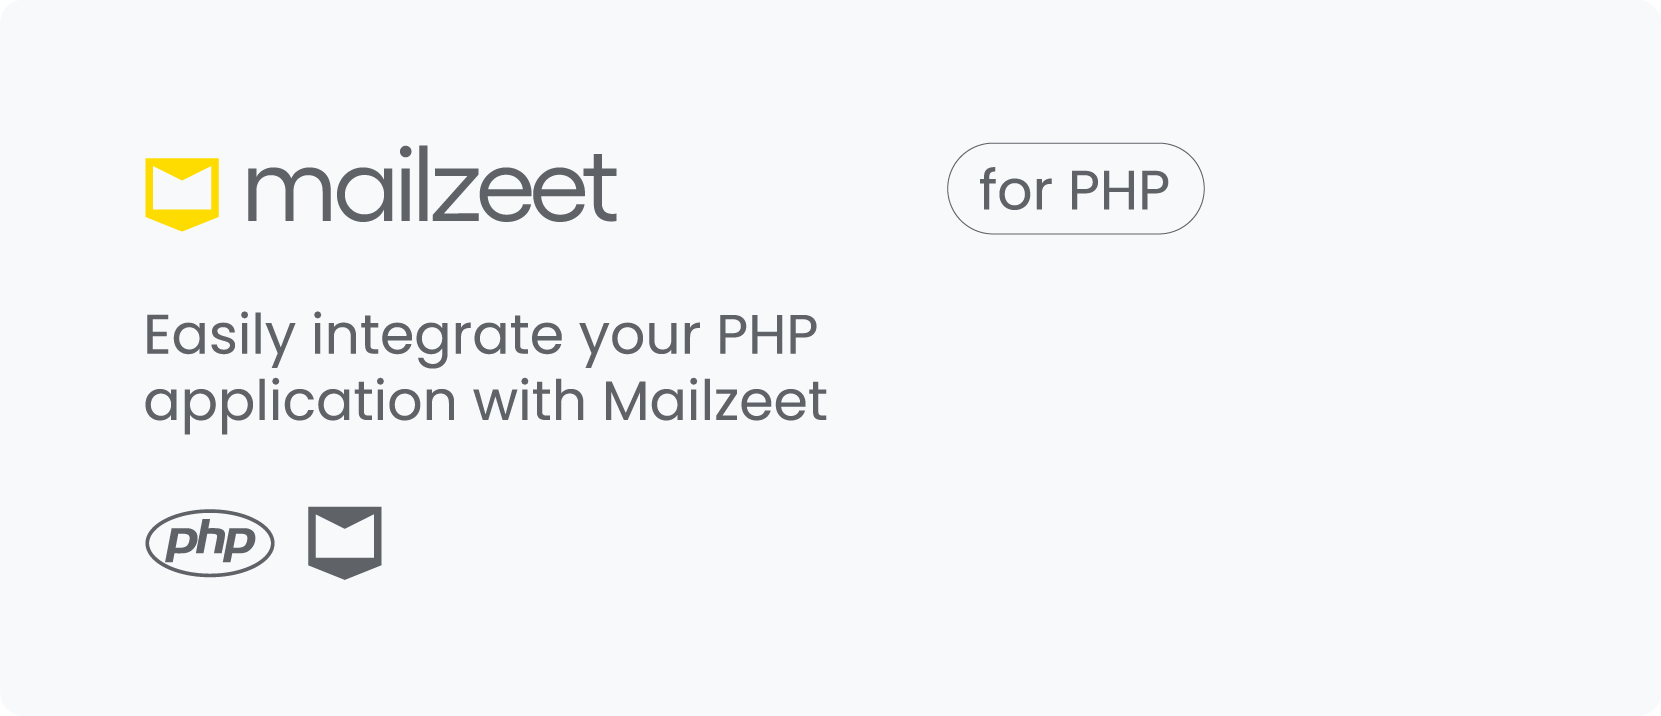 mailzeet
for PHP
Easily integrate your PHP
application with Mailzeet
php